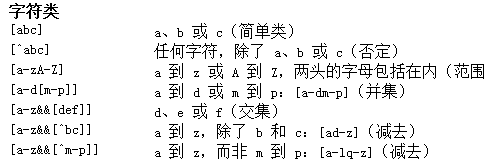 字符类
[abc] a、b 或 c（简单类）
[^abc] 任何字符，除了 a、b 或 c（否定）
[a-zA-Z] a 到 z 或 A 到 Z，两头的字母包括在内（范围
[a-d[m-p]] a 到 d 或 m 到 p：[a-dm-p]（并集）
[a-z&&[def]] d、e 或 f（交集）
[a-z&&[^bc]] a 到 z，除了 b 和 c：[ad-z]（减去）
[a-z&&[^m-p]] a 到 z，而非 m 到 p：[a-lq-z]（减去）